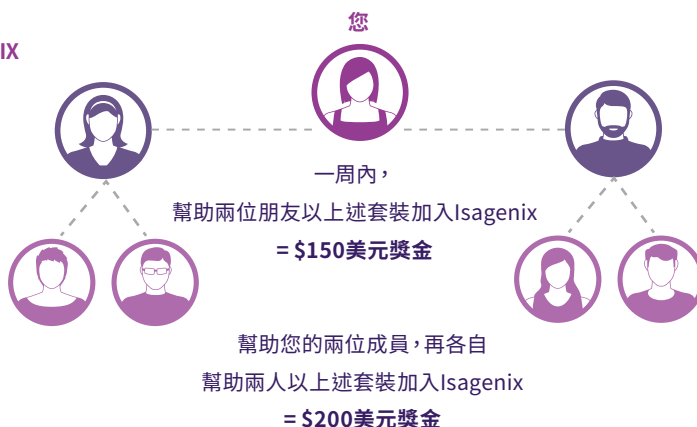 您
IX
一周內，
幫助兩位朋友以上述套裝加入Isagenix
= $150美元獎金
幫助您的兩位成員，再各自
幫助兩人以上述套裝加入Isagenix
= $200美元獎金